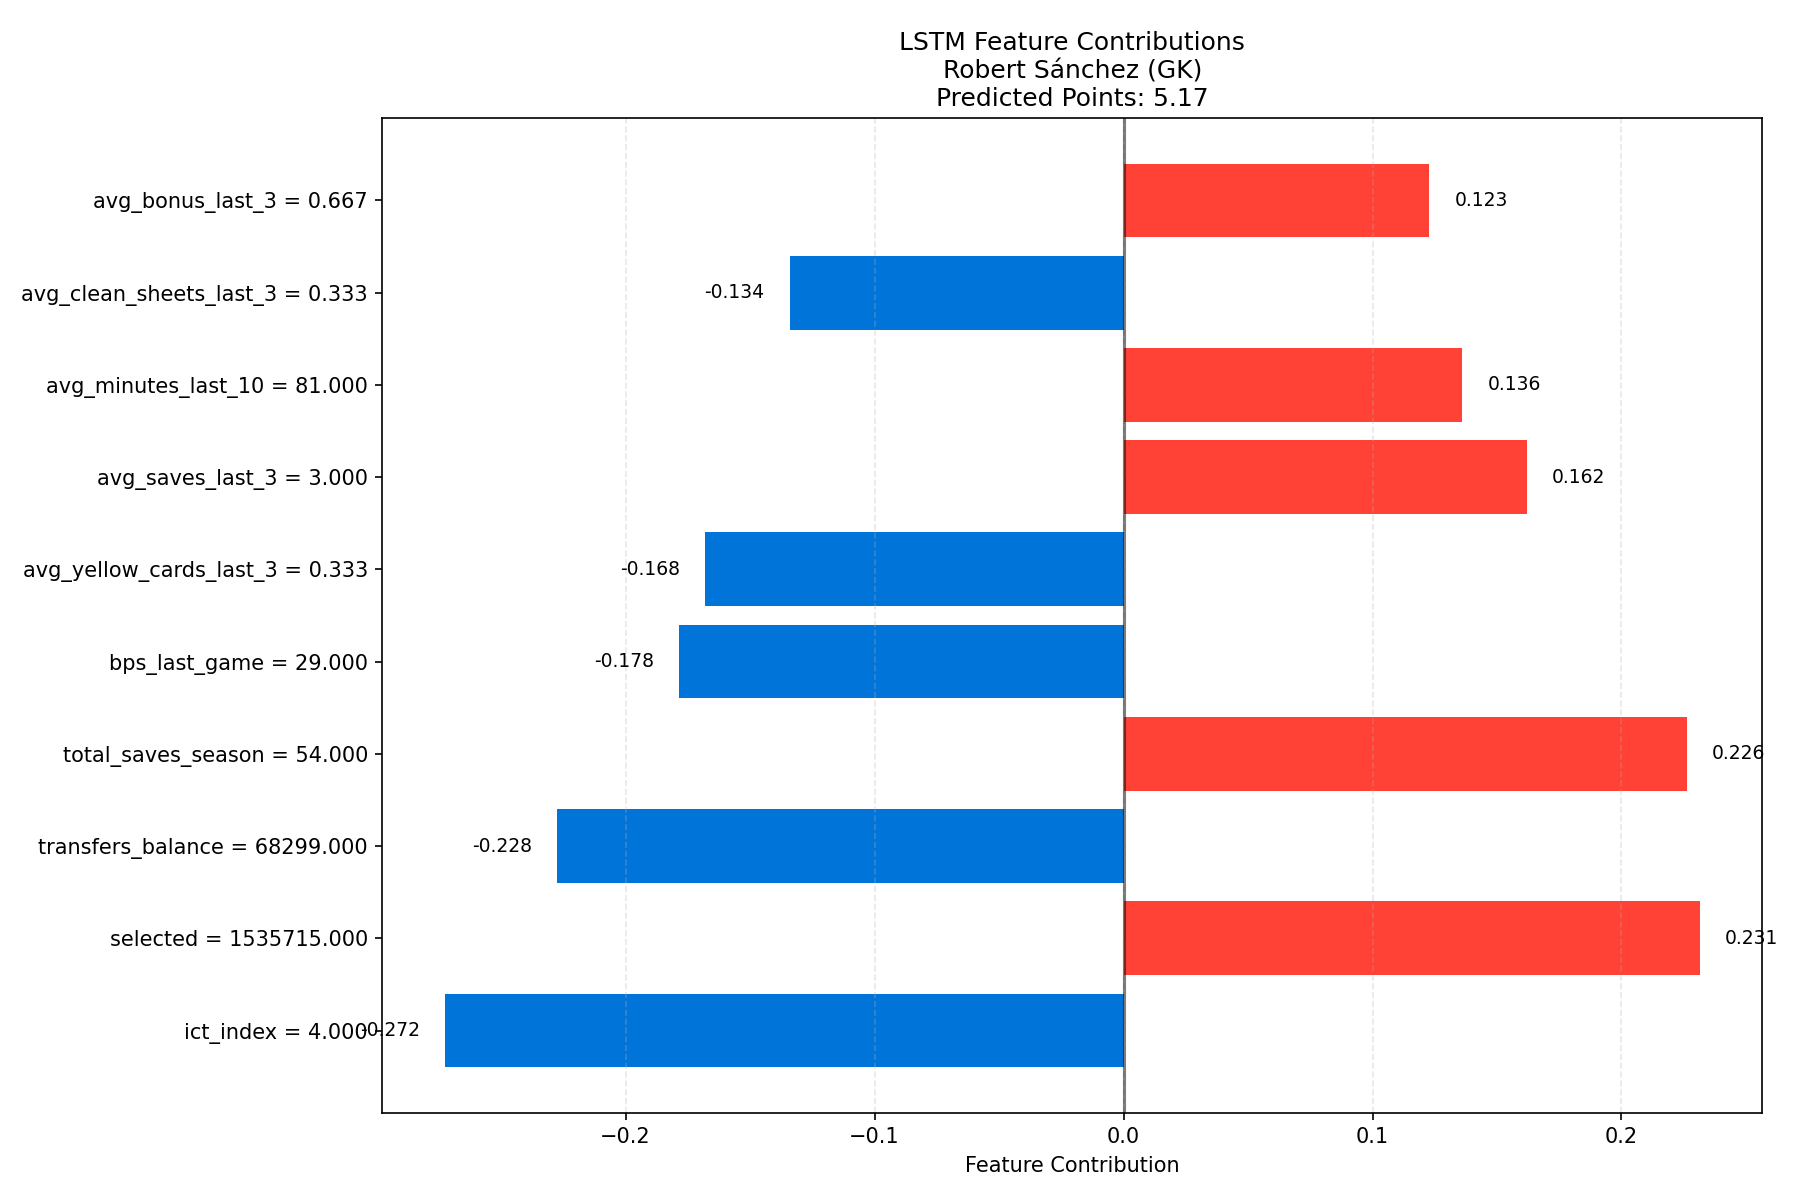 LSTM Feature Contributions
Robert Sánchez (GK)
Predicted Points: 5.17
avg_bonus_last_3 = 0.667
0.123
avg_clean_sheets_last_3 = 0.333
-0.134
avg_minutes_last_10 = 81.000
0.136
avg_saves_last_3 = 3.000
0.162
avg_yellow_cards_last_3 = 0.333
-0.168
bps_last_game = 29.000
-0.178
total_saves_season = 54.000
0.226
transfers_balance = 68299.000
-0.228
selected = 1535715.000
0.231
ict_index = 4.000
-0.272
−0.2
−0.1
0.0
0.1
0.2
Feature Contribution